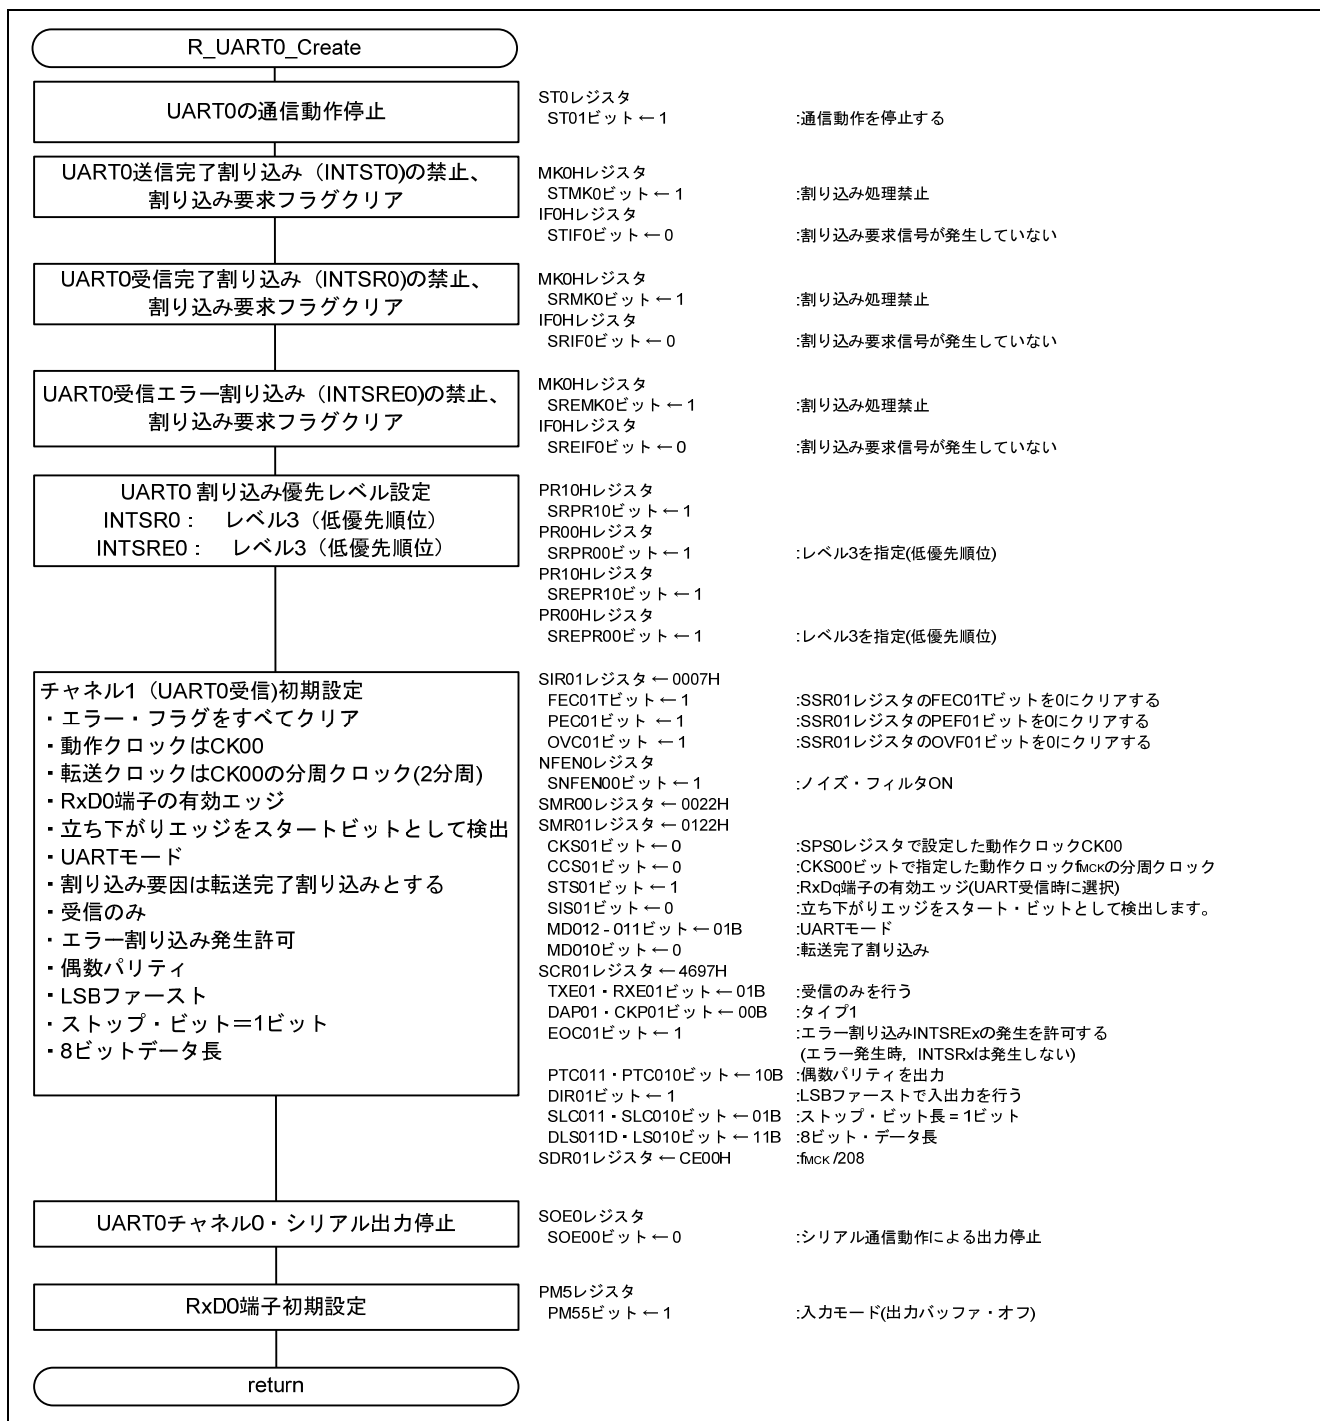 R_UART0_Create
UART0の通信動作停止
ST0レジスタ
ST01ビット ← 1 :通信動作を停止する
UART0送信完了割り込み（INTST0)の禁止、
割り込み要求フラグクリア
MK0Hレジスタ
STMK0ビット ← 1 :割り込み処理禁止
IF0Hレジスタ
STIF0ビット ← 0 :割り込み要求信号が発生していない
UART0受信完了割り込み（INTSR0)の禁止、
割り込み要求フラグクリア
MK0Hレジスタ
SRMK0ビット ← 1 :割り込み処理禁止
IF0Hレジスタ
SRIF0ビット ← 0 :割り込み要求信号が発生していない
UART0受信エラー割り込み（INTSRE0)の禁止、
割り込み要求フラグクリア
MK0Hレジスタ
SREMK0ビット ← 1 :割り込み処理禁止
IF0Hレジスタ
SREIF0ビット ← 0 :割り込み要求信号が発生していない
UART0 割り込み優先レベル設定
INTSR0： レベル3（低優先順位）
INTSRE0： レベル3（低優先順位）
PR10Hレジスタ
SRPR10ビット ← 1
PR00Hレジスタ
SRPR00ビット ← 1 :レベル3を指定(低優先順位)
PR10Hレジスタ
SREPR10ビット ← 1
PR00Hレジスタ
SREPR00ビット ← 1 :レベル3を指定(低優先順位)
チャネル1（UART0受信)初期設定
・エラー・フラグをすべてクリア
・動作クロックはCK00
・転送クロックはCK00の分周クロック(2分周)
・RxD0端子の有効エッジ
・立ち下がりエッジをスタートビットとして検出
・UARTモード
・割り込み要因は転送完了割り込みとする
・受信のみ
・エラー割り込み発生許可
・偶数パリティ
・LSBファースト
・ストップ・ビット＝1ビット
・8ビットデータ長
SIR01レジスタ ← 0007H
FEC01Tビット ← 1 :SSR01レジスタのFEC01Tビットを0にクリアする
PEC01ビット ← 1 :SSR01レジスタのPEF01ビットを0にクリアする
OVC01ビット ← 1 :SSR01レジスタのOVF01ビットを0にクリアする
NFEN0レジスタ
SNFEN00ビット ← 1 :ノイズ・フィルタON
SMR00レジスタ ← 0022H
SMR01レジスタ ← 0122H
CKS01ビット ← 0 :SPS0レジスタで設定した動作クロックCK00
CCS01ビット ← 0 :CKS00ビットで指定した動作クロックfMCKの分周クロック
STS01ビット ← 1 :RxDq端子の有効エッジ(UART受信時に選択)
SIS01ビット ← 0 :立ち下がりエッジをスタート・ビットとして検出します。
MD012 - 011ビット ← 01B :UARTモード
MD010ビット ← 0 :転送完了割り込み
SCR01レジスタ ← 4697H
TXE01・RXE01ビット ← 01B :受信のみを行う
DAP01・CKP01ビット ← 00B :タイプ1
EOC01ビット ← 1 :エラー割り込みINTSRExの発生を許可する
(エラー発生時，INTSRxは発生しない)
PTC011・PTC010ビット ← 10B :偶数パリティを出力
DIR01ビット ← 1 :LSBファーストで入出力を行う
SLC011・SLC010ビット ← 01B :ストップ・ビット長 = 1ビット
DLS011D・LS010ビット ← 11B :8ビット・データ長
SDR01レジスタ ← CE00H :fMCK /208
UART0チャネル0・シリアル出力停止
SOE0レジスタ
SOE00ビット ← 0 :シリアル通信動作による出力停止
RxD0端子初期設定
PM5レジスタ
PM55ビット ← 1 :入力モード(出力バッファ・オフ)
return